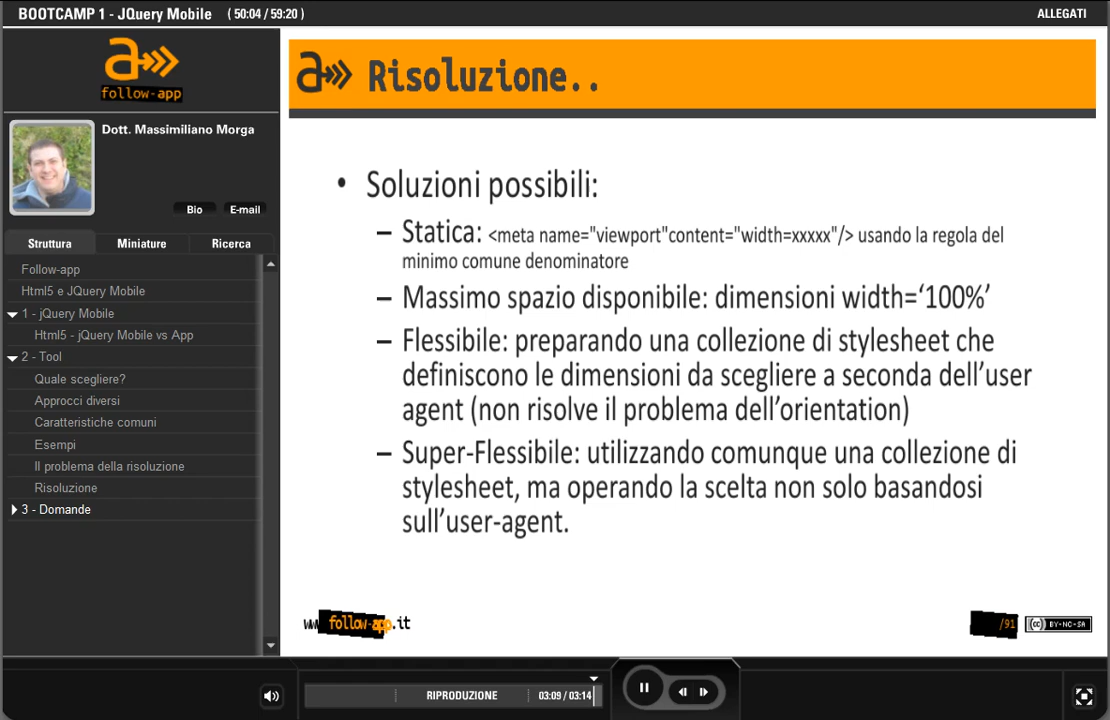 BOOTCAMP 1 - JQuery Mobile ( 50:04 / 59:20 )
ALLEGATI
a
follow-app
Dott. Massimiliano Morga
Bio E-mail
Struttura Miniature Ricerca
Follow-app
Html5 e JQuery Mobile
1 - jQuery Mobile
Html5 - jQuery Mobile vs App
2 - Tool
Quale scegliere?
Approcci diversi
Caratteristiche comuni
Esempi
Il problema della risoluzione
Risoluzione
3 - Domande
a Risoluzione..
• Soluzioni possibili:
– Statica: <meta name="viewport"content="width=xxxxx"/> usando la regola del
minimo comune denominatore
– Massimo spazio disponibile: dimensioni width=‘100%’
– Flessibile: preparando una collezione di stylesheet che
definiscono le dimensioni da scegliere a seconda dell’user
agent (non risolve il problema dell’orientation)
– Super-Flessibile: utilizzando comunque una collezione di
stylesheet, ma operando la scelta non solo basandosi
sull’user-agent.
www.follow-app.it
/91
(cc) BY-NC-SA
RIPRODUZIONE 03:09 / 03:14